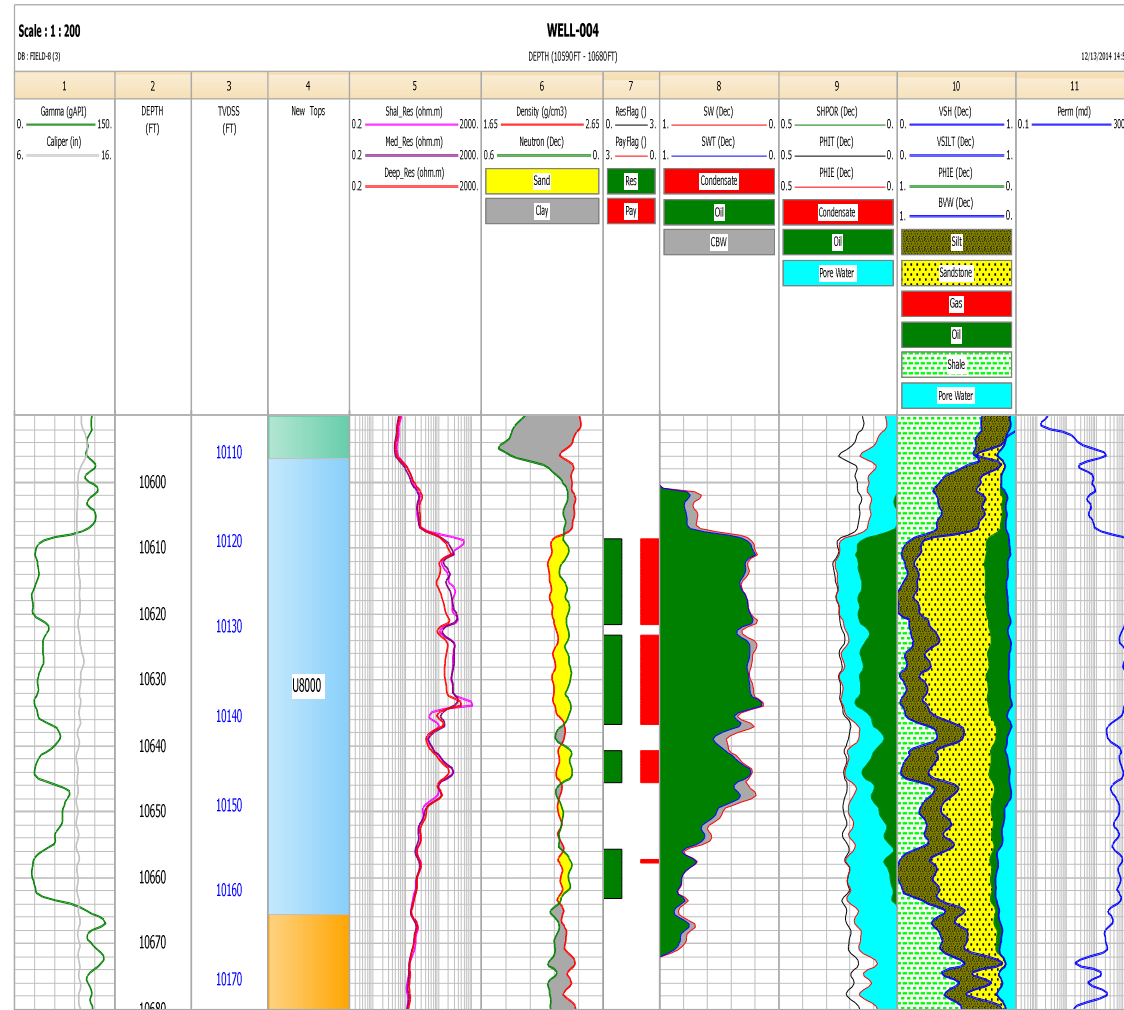 Scale : 1 : 200
WELL-004
DB : FIELD-8 (3)
DEPTH (10590FT - 10680FT)
12/13/2014 14:5
1 2 3 4 5 6 7 8 9 10 11
Gamma (gAPI)
0. 150.
Caliper (in)
6. 16.
DEPTH
(FT)
TVDSS
(FT)
New Tops
Shal_Res (ohm.m)
0.2 2000.
Med_Res (ohm.m)
0.2 2000.
Deep_Res (ohm.m)
0.2 2000.
Density (g/cm3)
1.65 2.65
Neutron (Dec)
0.6 0.
Sand
Clay
ResFlag ()
0. 3.
PayFlag ()
3. 0.
Res
Pay
SW (Dec)
1. 0.
SWT (Dec)
1. 0.
Condensate
Oil
CBW
SHPOR (Dec)
0.5 0.
PHIT (Dec)
0.5 0.
PHIE (Dec)
0.5 0.
Condensate
Oil
Pore Water
VSH (Dec)
0. 1.
VSILT (Dec)
0. 1.
PHIE (Dec)
1. 0.
BVW (Dec)
1. 0.
Silt
Sandstone
Gas
Oil
Shale
Pore Water
Perm (md)
0.1 300
10600
10610
10620
10630
10640
10650
10660
10670
10680
10110
10120
10130
10140
10150
10160
10170
U8000